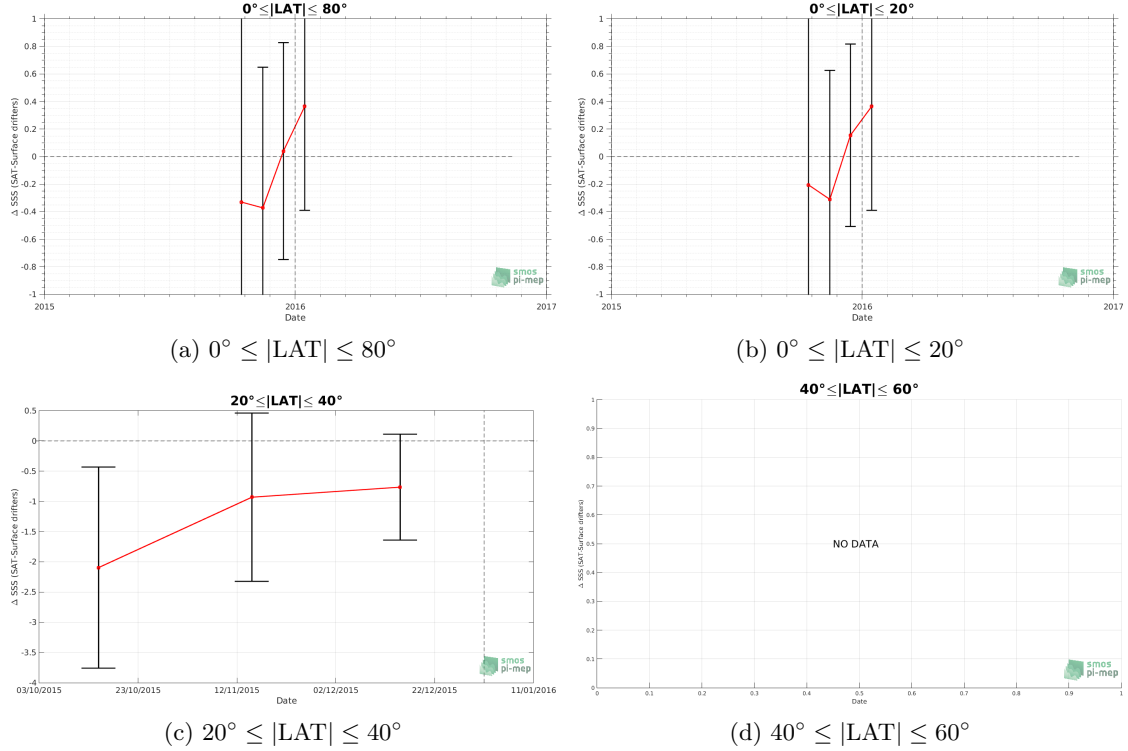 0°≤|LAT|≤ 80°
Δ SSS (SAT-Surface drifters)
1
0.8
0.6
0.4
0.2
0
-0.2
-0.4
-0.6
-0.8
-1
2015
2016
2017
Date
smos
pi-mep
(a) 0° ≤ |LAT| ≤ 80°
0°≤|LAT|≤ 20°
Δ SSS (SAT-Surface drifters)
1
0.8
0.6
0.4
0.2
0
-0.2
-0.4
-0.6
-0.8
-1
2015
2016
2017
Date
smos
pi-mep
(b) 0° ≤ |LAT| ≤ 20°
20°≤|LAT|≤ 40°
Δ SSS (SAT-Surface drifters)
0.5
0
-0.5
-1
-1.5
-2
-2.5
-3
-3.5
-4
03/10/2015
23/10/2015
12/11/2015
02/12/2015
22/12/2015
11/01/2016
Date
smos
pi-mep
(c) 20° ≤ |LAT| ≤ 40°
40°≤|LAT|≤ 60°
Δ SSS (SAT-Surface drifters)
1
0.9
0.8
0.7
0.6
0.5
0.4
0.3
0.2
0.1
0
NO DATA
0
0.1
0.2
0.3
0.4
0.5
0.6
0.7
0.8
0.9
1
Date
smos
pi-mep
(d) 40° ≤ |LAT| ≤ 60°